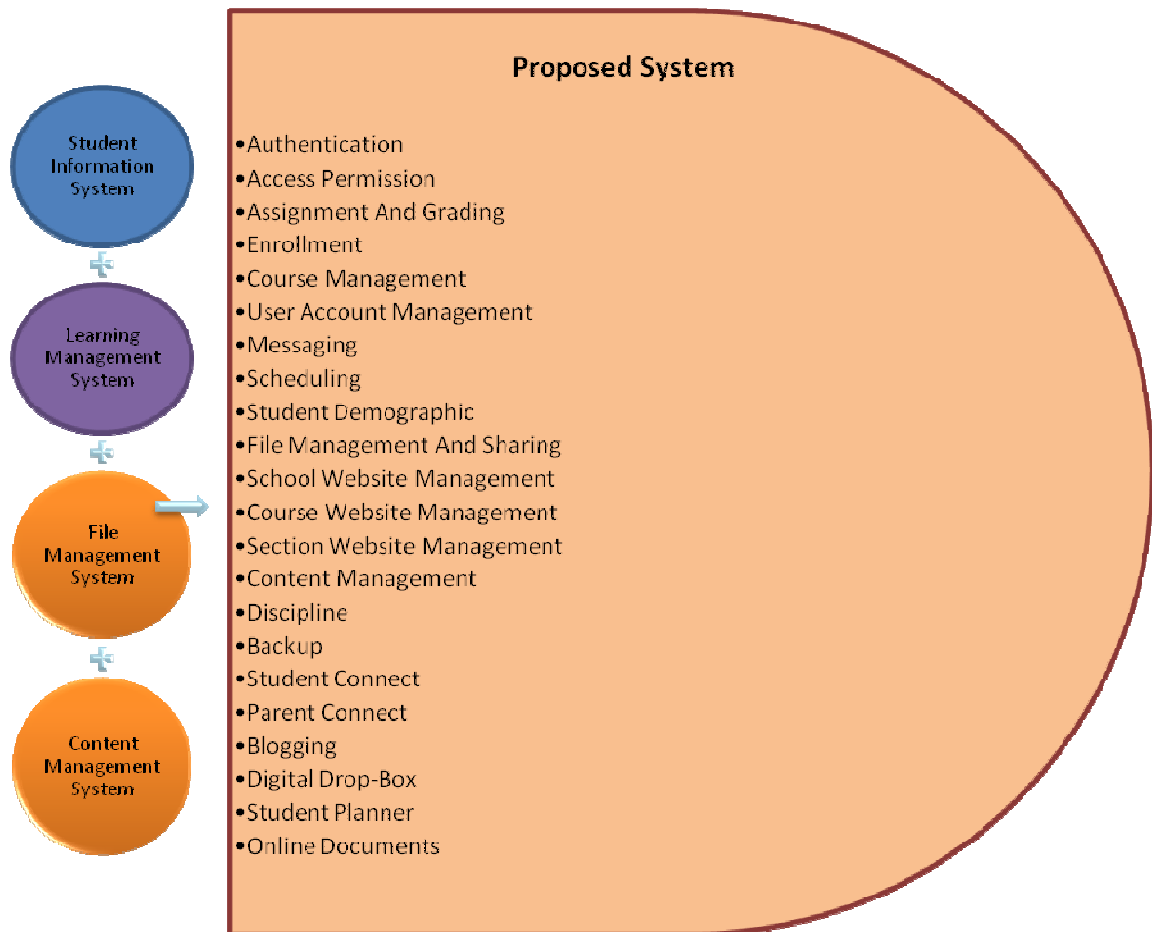 Proposed System
Student
Information
System
Learning
Management
System
File
Management
System
Content
Management
System
•Authentication
•Access Permission
•Assignment And Grading
•Enrollment
•Course Management
•User Account Management
•Messaging
•Scheduling
•Student Demographic
•File Management And Sharing
•School Website Management
•Course Website Management
•Section Website Management
•Content Management
•Discipline
•Backup
•Student Connect
•Parent Connect
•Blogging
•Digital Drop-Box
•Student Planner
•Online Documents